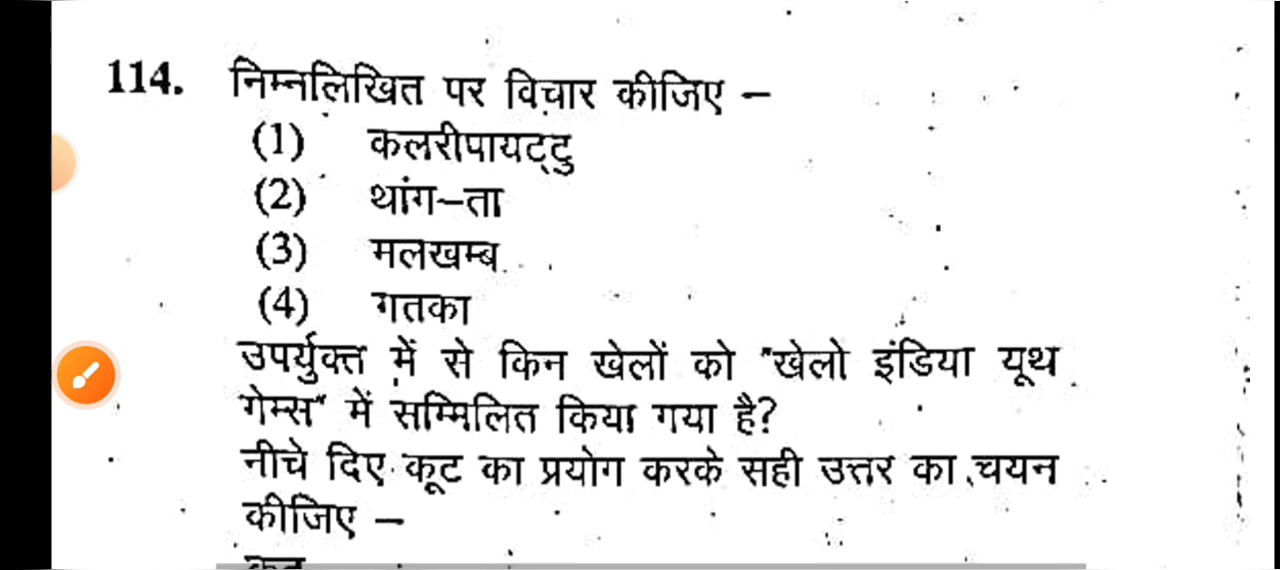 114. निम्नलिखित पर विचार कीजिए –
(1) कलरीपायट्टु
(2) थांग–ता
(3) मलखम्ब
(4) गतका
उपर्युक्त में से किन खेलों को "खेलो इंडिया यूथ
गेम्स" में सम्मिलित किया गया है?
नीचे दिए कूट का प्रयोग करके सही उत्तर का चयन
कीजिए –